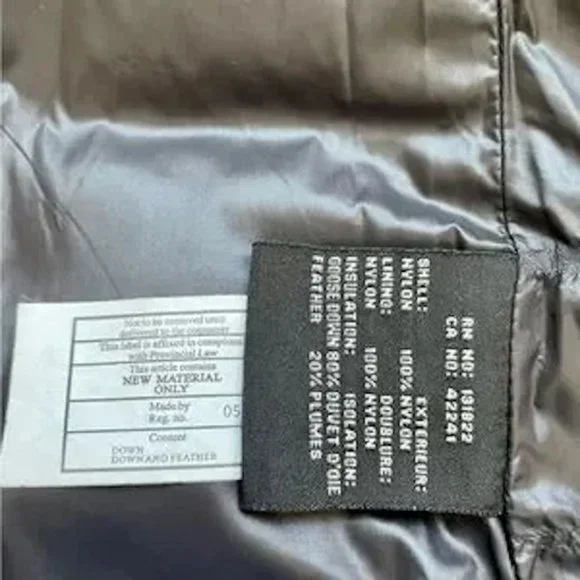 Not to be removed until
delivered to the consumer
This label is affixed in compliance
with Provincial Law
This article contains
NEW MATERIAL
ONLY
Made by
Reg. no. 05
Content
DOWN
DOWN AND FEATHER
RN NO: 131822
CA NO: 42241
SHELL: EXTERIEUR:
NYLON 100% NYLON
LINING: DOUBLURE:
NYLON 100% NYLON
INSULATION: ISOLATION:
GOOSE DOWN 80% DUVET D'OIE
FEATHER 20% PLUMES